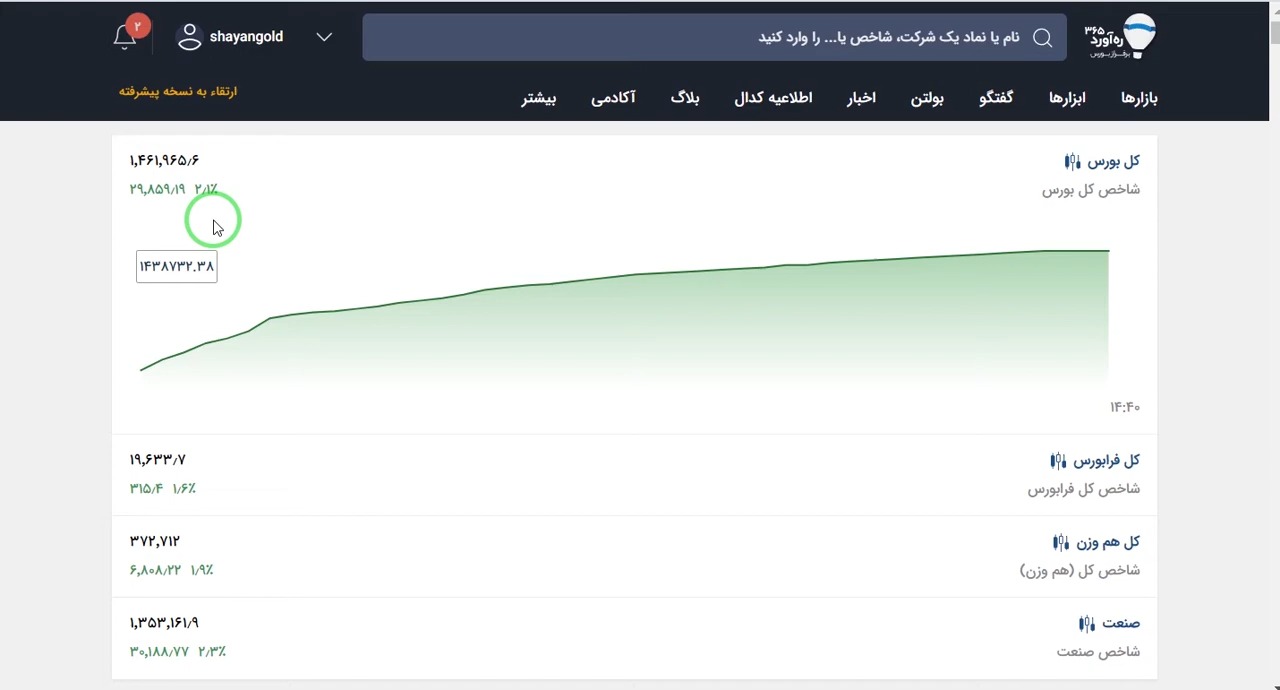 ره‌آورد ۳۶۵
برفراز بورس
نام یا نماد یک شرکت، شاخص یا... را وارد کنید
shayangold
۲
بازارها ابزارها گفتگو بولتن اخبار اطلاعیه کدال بلاگ آکادمی بیشتر
ارتقاء به نسخه پیشرفته
کل بورس
۱,۴۶۱,۹۶۵/۶
شاخص کل بورس
۲۹,۸۵۹/۱۹ ۲/۱٪
۱۴۳۸۷۳۲.۳۸
۱۴:۴۰
کل فرابورس
۱۹,۶۳۳/۷
شاخص کل فرابورس
۳۱۵/۴ ۱/۶٪
کل هم وزن
۳۷۲,۷۱۲
شاخص کل (هم وزن)
۶,۸۰۸/۲۲ ۱/۹٪
صنعت
۱,۳۵۳,۱۶۱/۹
شاخص صنعت
۳۰,۱۸۸/۷۷ ۲/۳٪